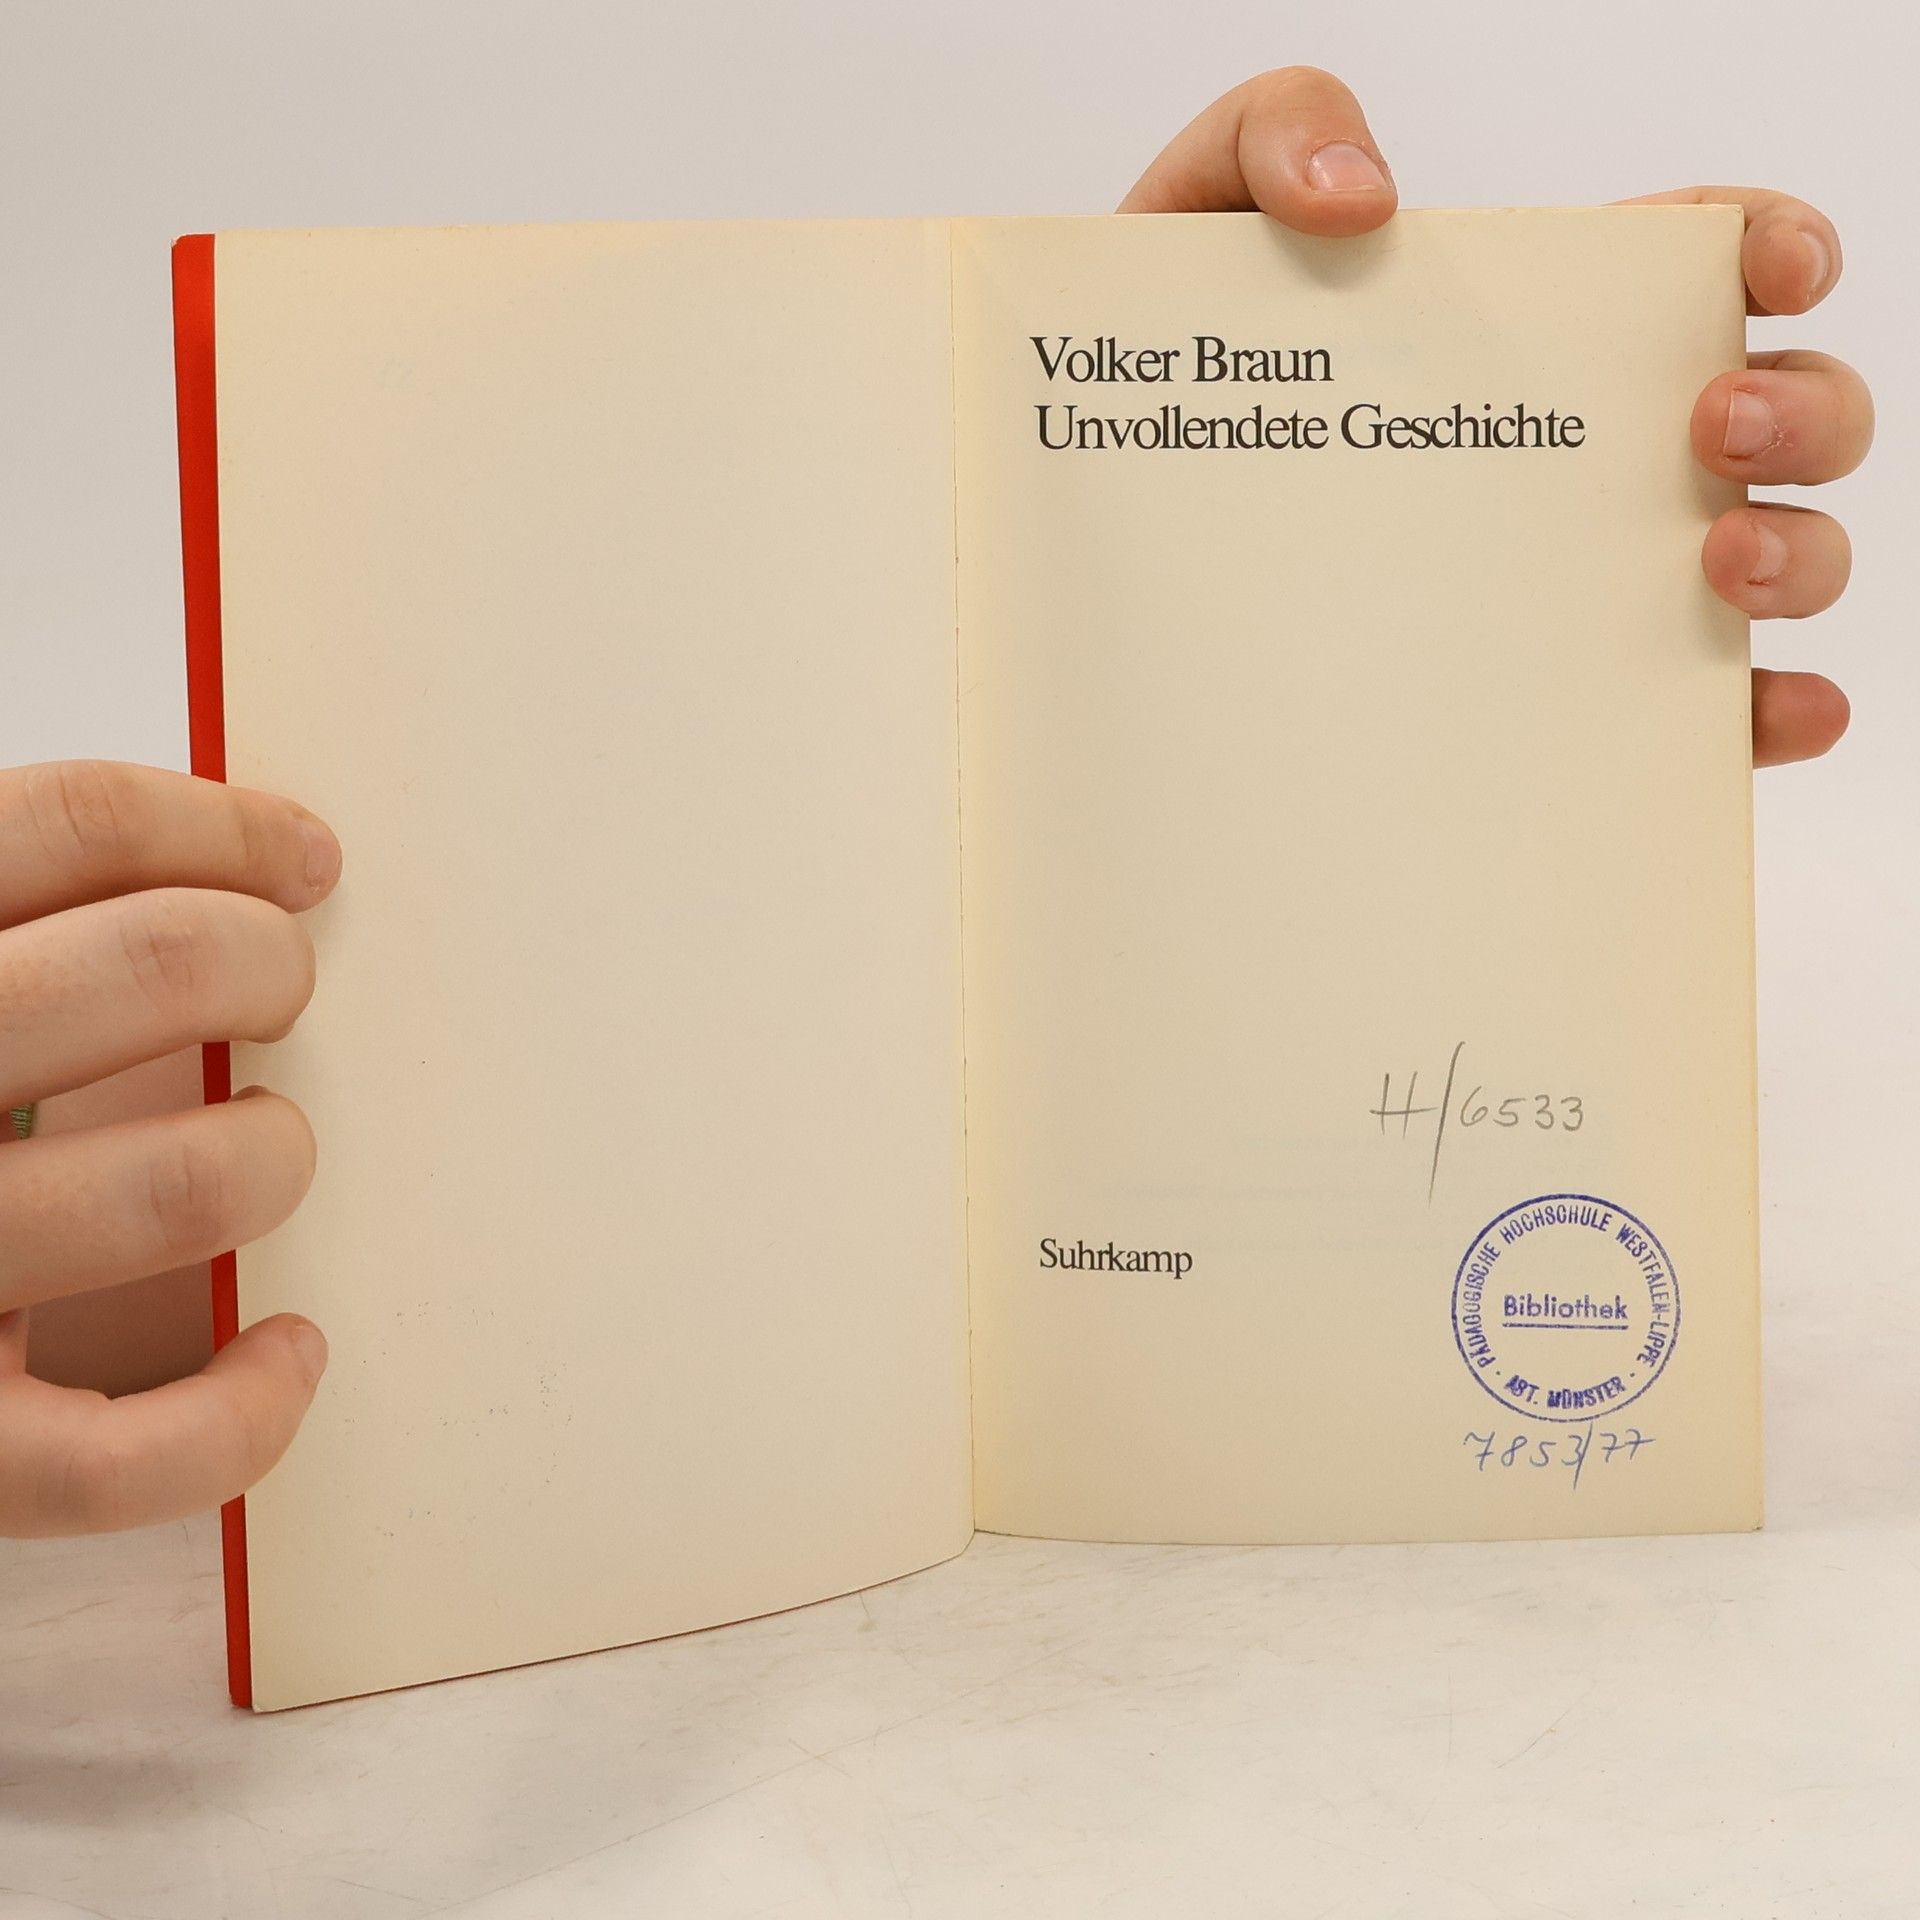 Volker Braun
Unvollendete Geschichte
H/6533
Suhrkamp
PÄDAGOGISCHE HOCHSCHULE WESTFALEN-LIPPE
Bibliothek
· ABT. MÜNSTER ·
7853/77